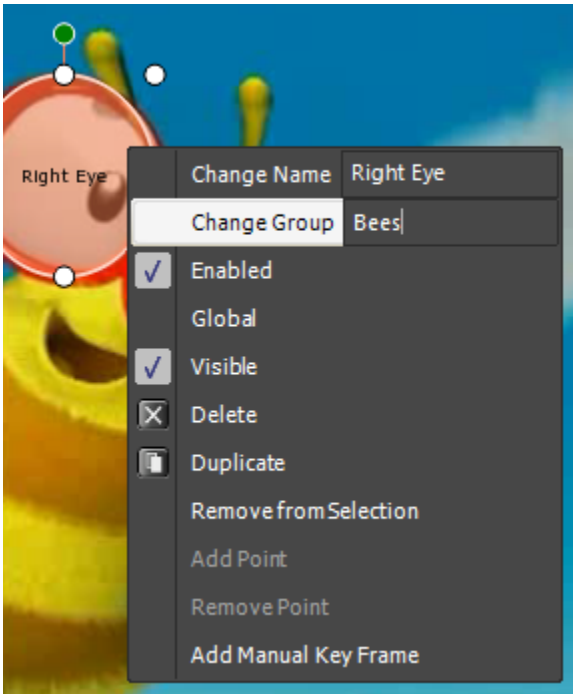 Right Eye
Change Name Right Eye
Change Group Bees
Enabled
Global
Visible
Delete
Duplicate
Remove from Selection
Add Point
Remove Point
Add Manual Key Frame